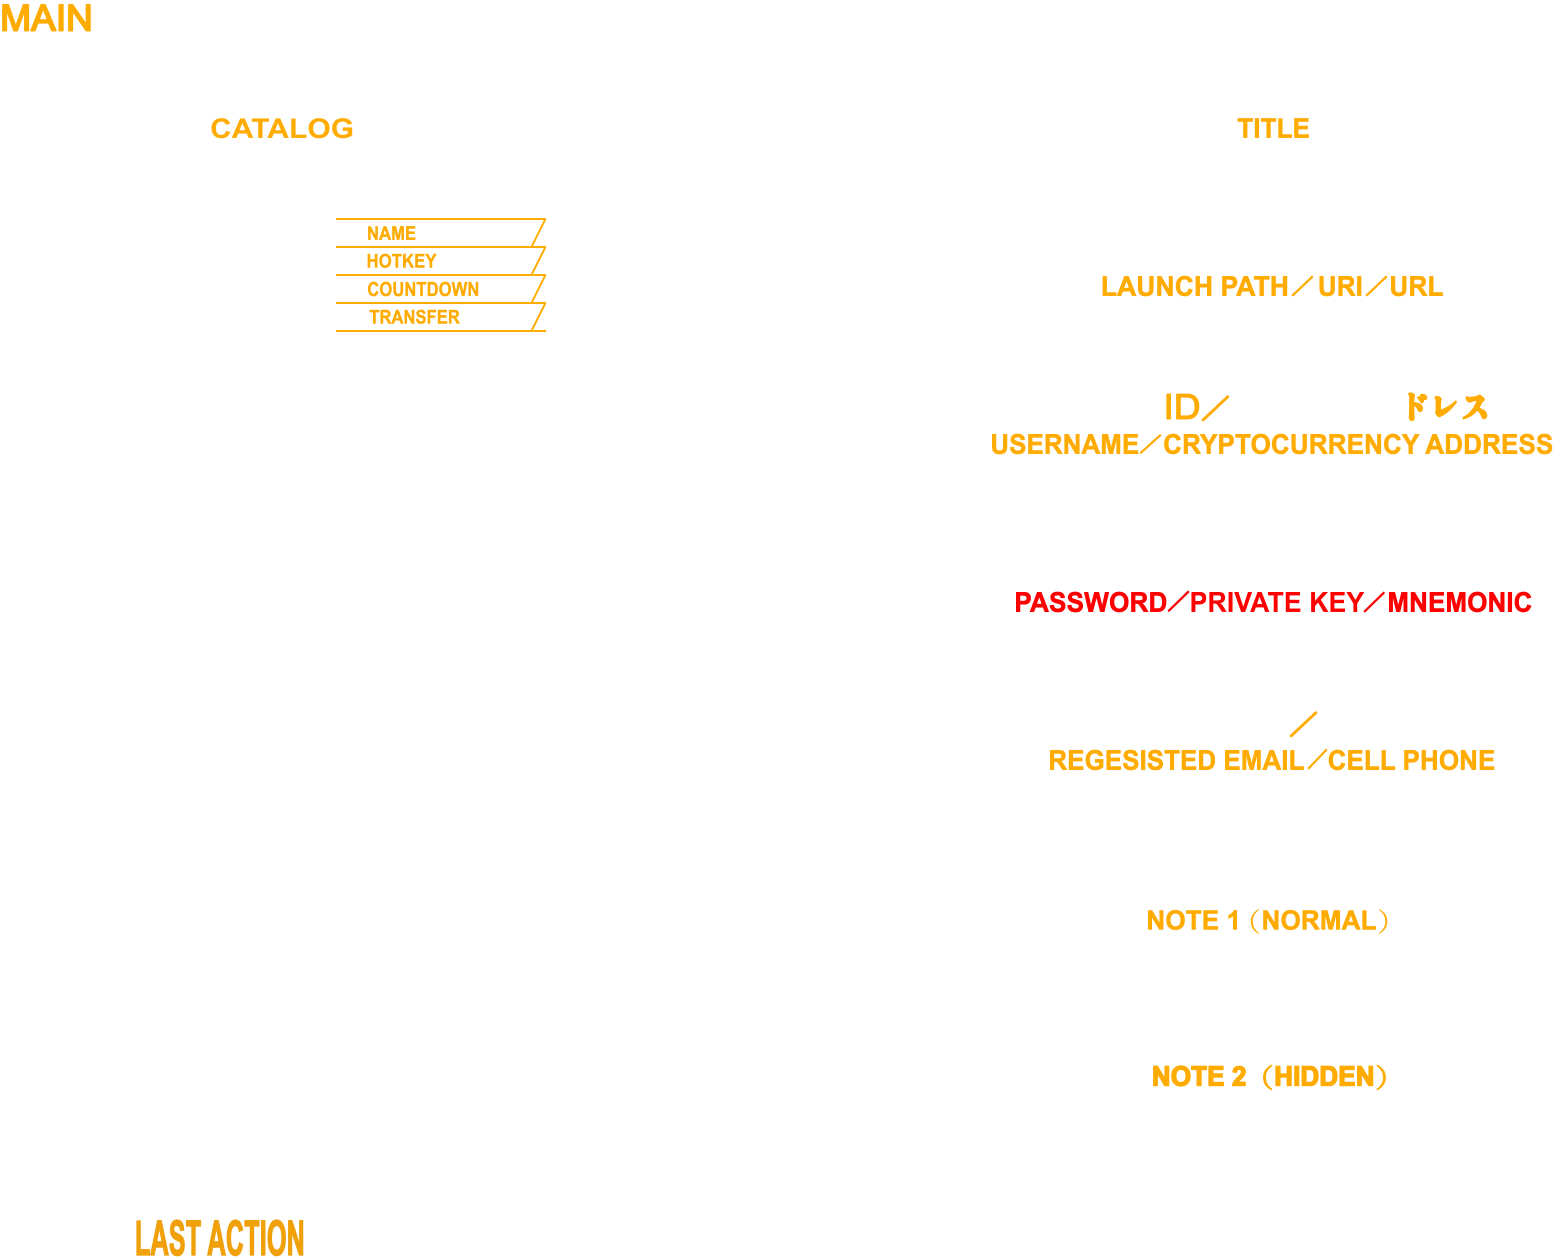 MAIN
CATALOG
TITLE
NAME
HOTKEY
COUNTDOWN
TRANSFER
LAUNCH PATH／URI／URL
ID／ ドレス
USERNAME／CRYPTOCURRENCY ADDRESS
PASSWORD／PRIVATE KEY／MNEMONIC
／
REGESISTED EMAIL／CELL PHONE
NOTE 1（NORMAL）
NOTE 2（HIDDEN）
LAST ACTION